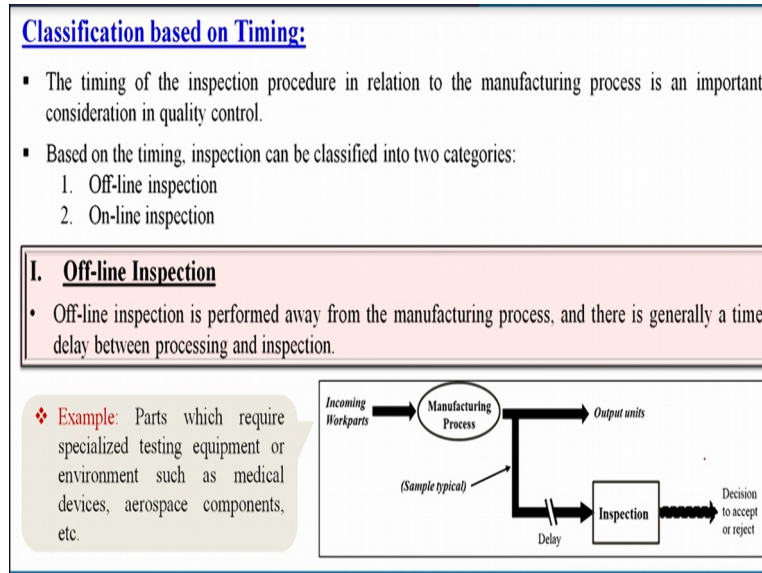 Classification based on Timing:
▪ The timing of the inspection procedure in relation to the manufacturing process is an important
consideration in quality control.
▪ Based on the timing, inspection can be classified into two categories:
1. Off-line inspection
2. On-line inspection
I. Off-line Inspection
• Off-line inspection is performed away from the manufacturing process, and there is generally a time
delay between processing and inspection.
❖ Example: Parts which require
specialized testing equipment or
environment such as medical
devices, aerospace components,
etc.
Incoming
Workparts
Manufacturing
Process
Output units
(Sample typical)
Delay
Inspection
Decision
to accept
or reject